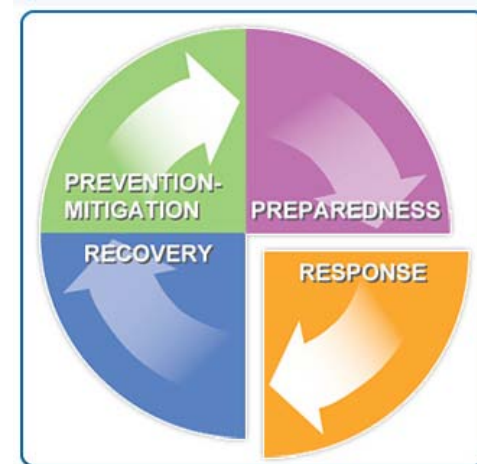 PREVENTION-
MITIGATION
PREPAREDNESS
RECOVERY
RESPONSE